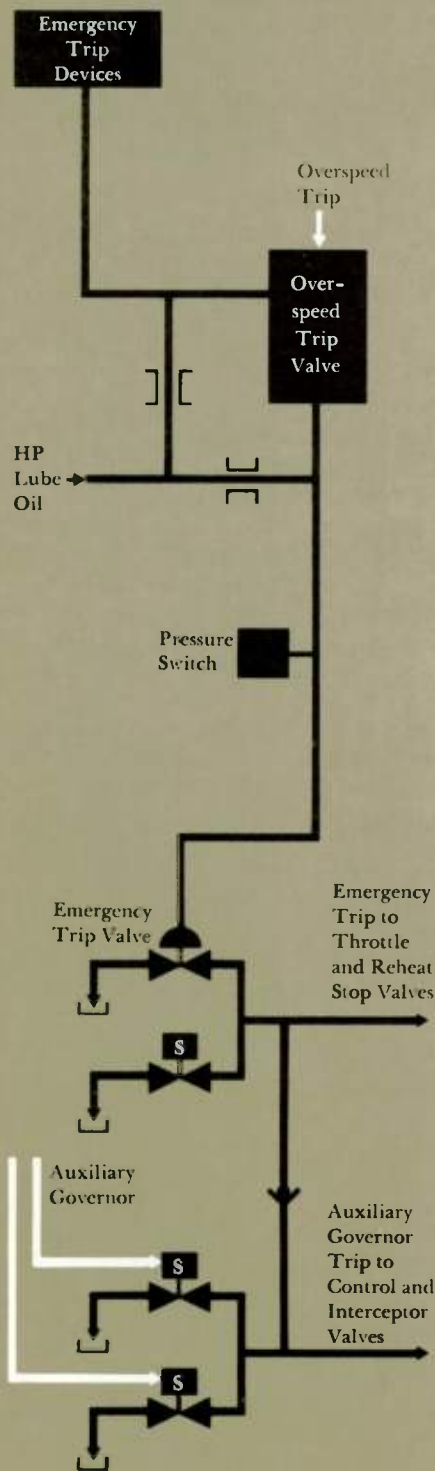 Emergency
Trip
Devices
Overspeed
Trip
Over-
speed
Trip
Valve
HP
Lube
Oil
Pressure
Switch
Emergency
Trip Valve
Emergency
Trip to
Throttle
and Reheat
Stop Valves
S
Auxiliary
Governor
S
Auxiliary
Governor
Trip to
Control and
Interceptor
Valves
S